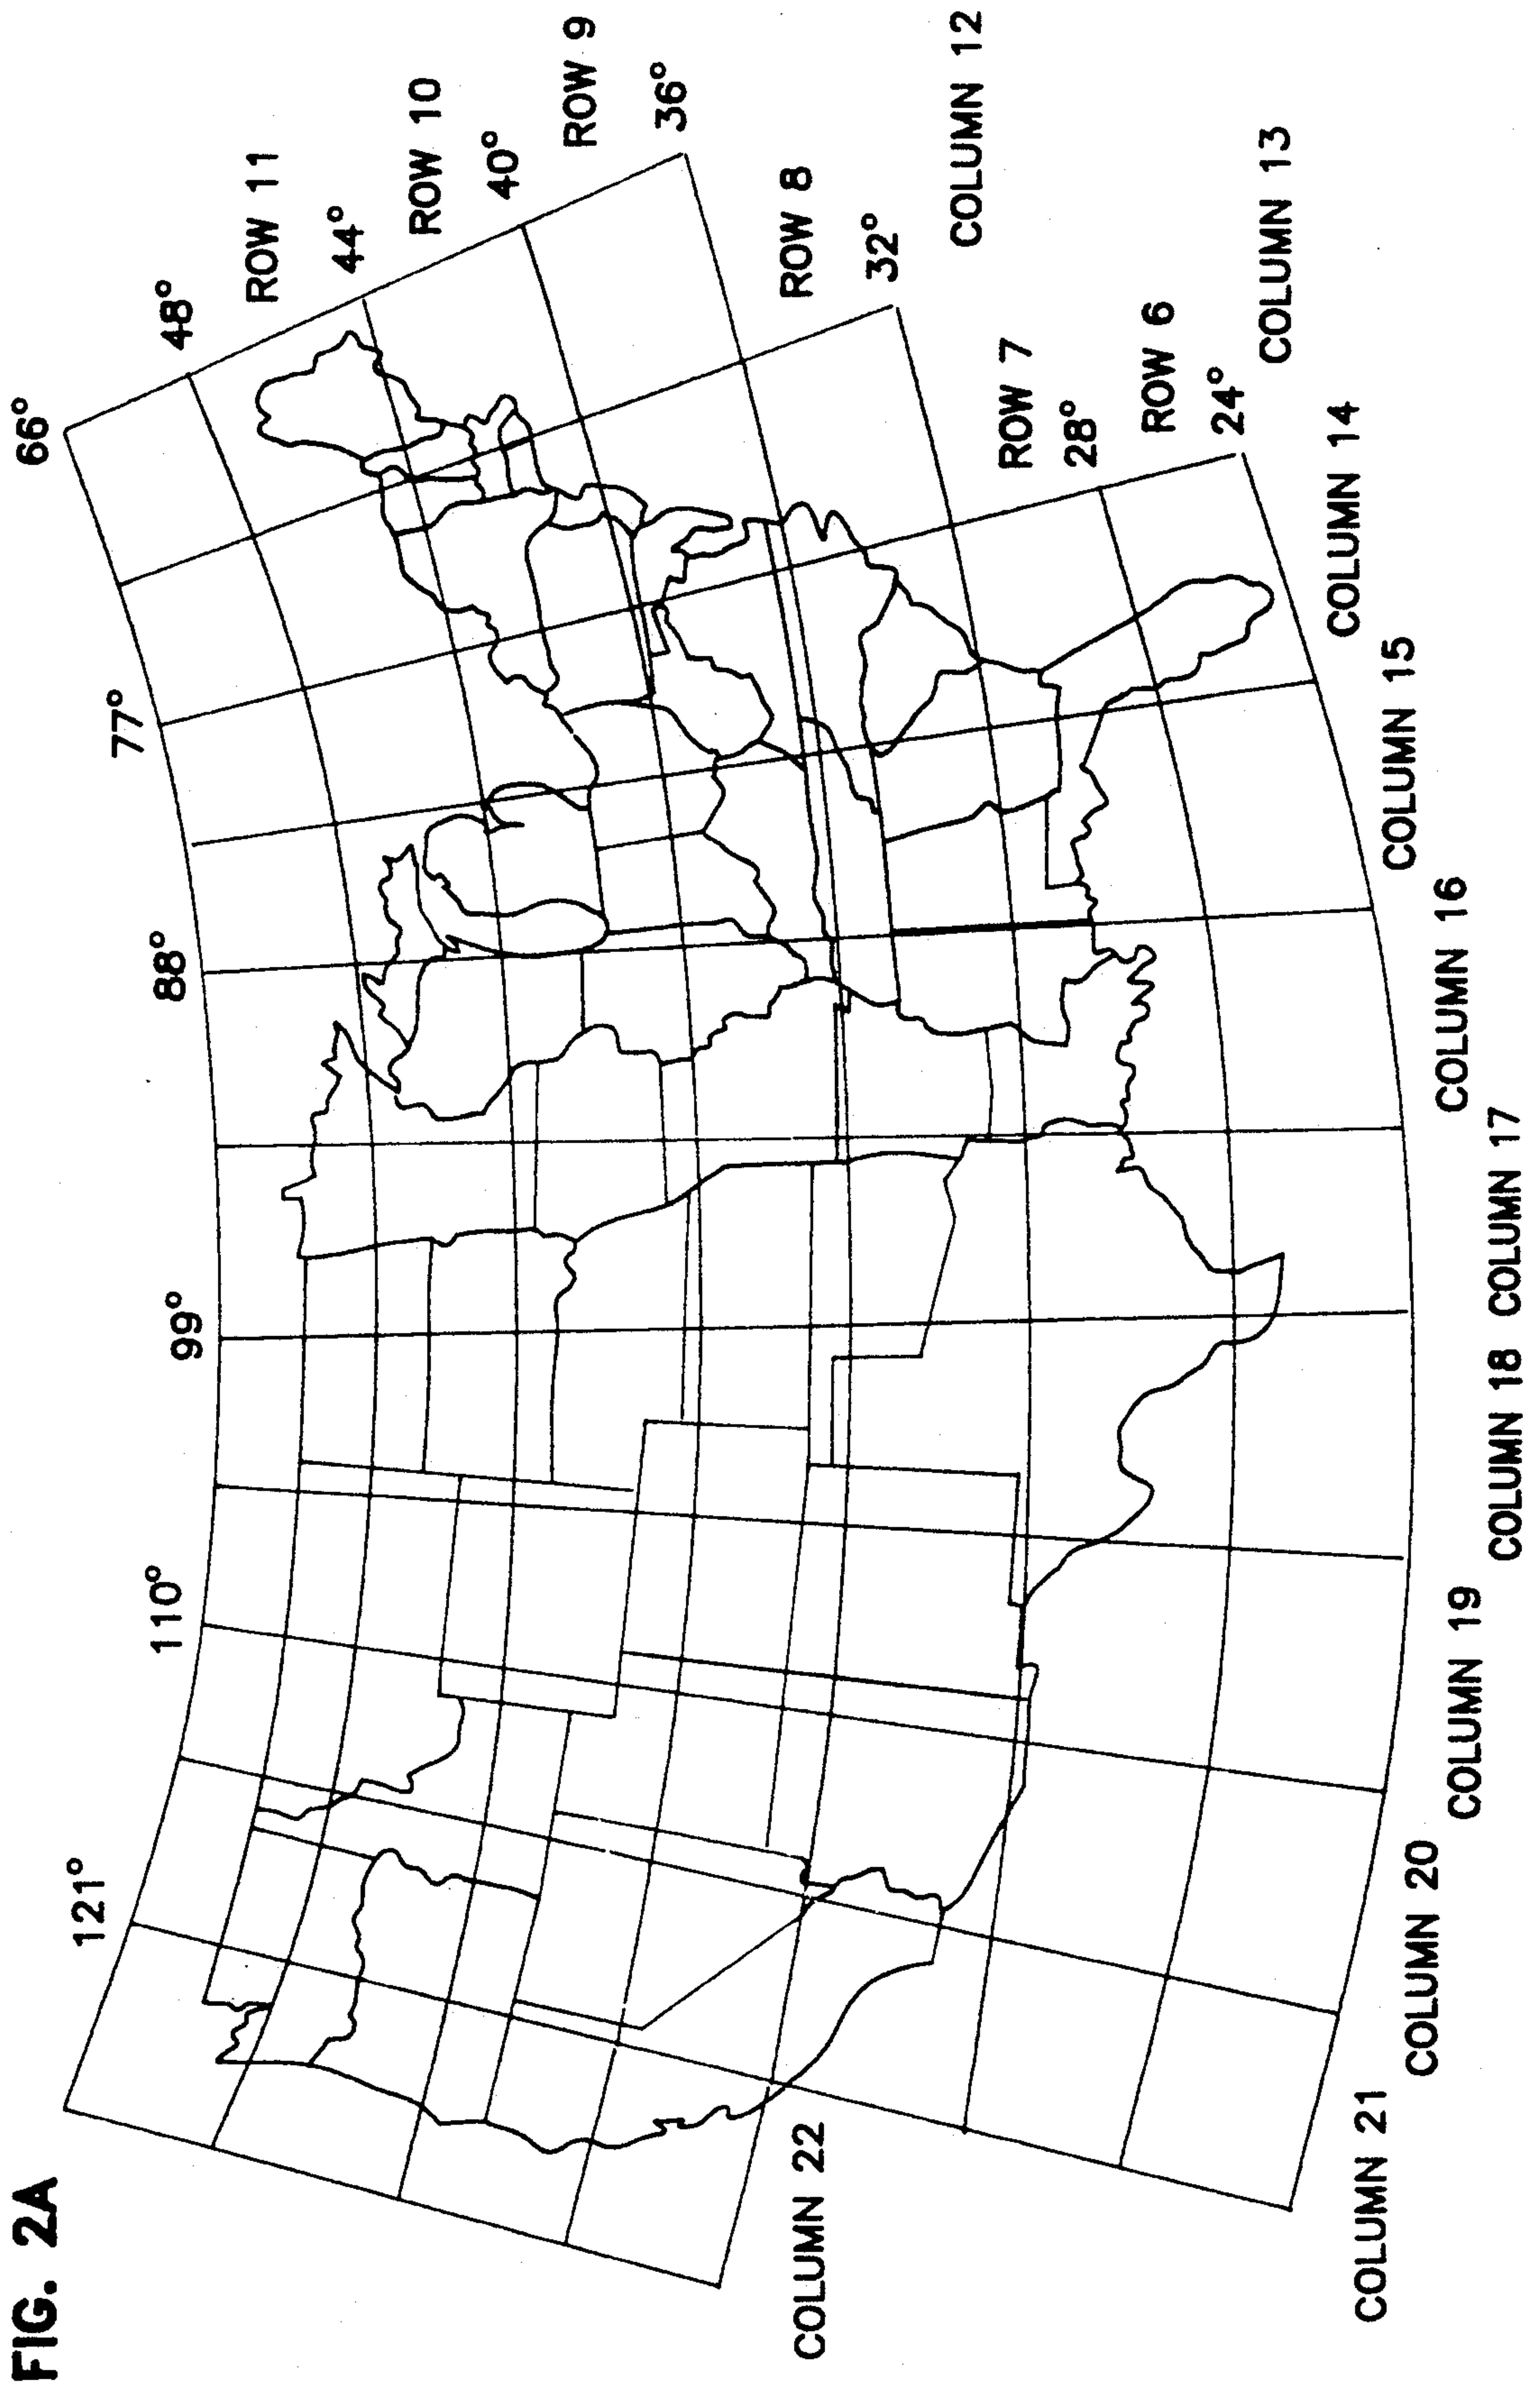 FIG. 2A
121°
110°
99°
88°
77°
66°
48°
ROW 11
44°
ROW 10
40°
ROW 9
36°
ROW 8
32°
COLUMN 12
ROW 7
28°
ROW 6
24°
COLUMN 13
COLUMN 14
COLUMN 15
COLUMN 16
COLUMN 17
COLUMN 18
COLUMN 19
COLUMN 20
COLUMN 21
COLUMN 22